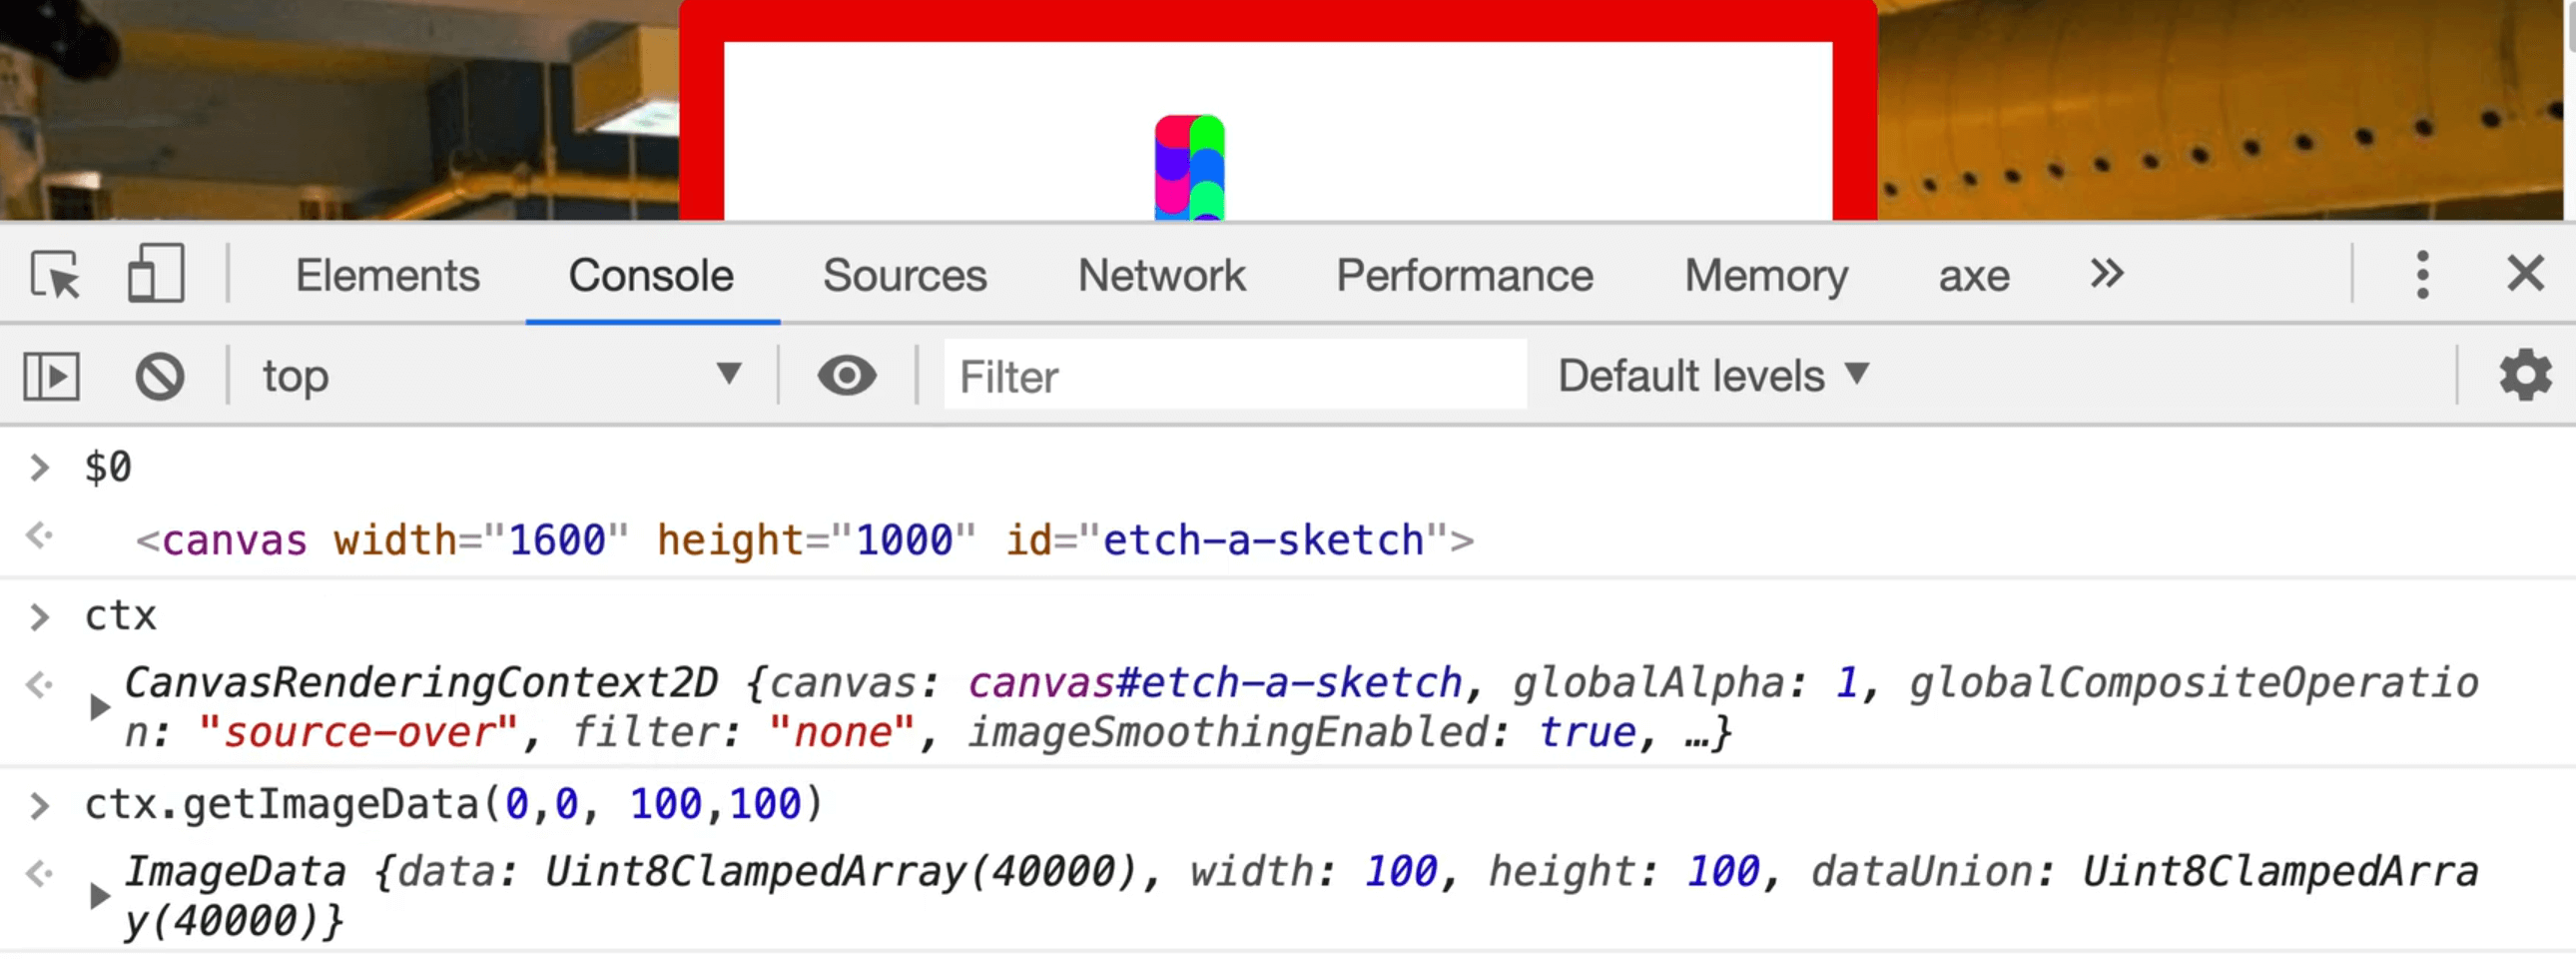 Elements Console Sources Network Performance Memory axe »
top ▼ Filter Default levels ▼
> $0
<canvas width="1600" height="1000" id="etch-a-sketch">
> ctx
CanvasRenderingContext2D {canvas: canvas#etch-a-sketch, globalAlpha: 1, globalCompositeOperatio
n: "source-over", filter: "none", imageSmoothingEnabled: true, …}
> ctx.getImageData(0,0, 100,100)
ImageData {data: Uint8ClampedArray(40000), width: 100, height: 100, dataUnion: Uint8ClampedArra
y(40000)}